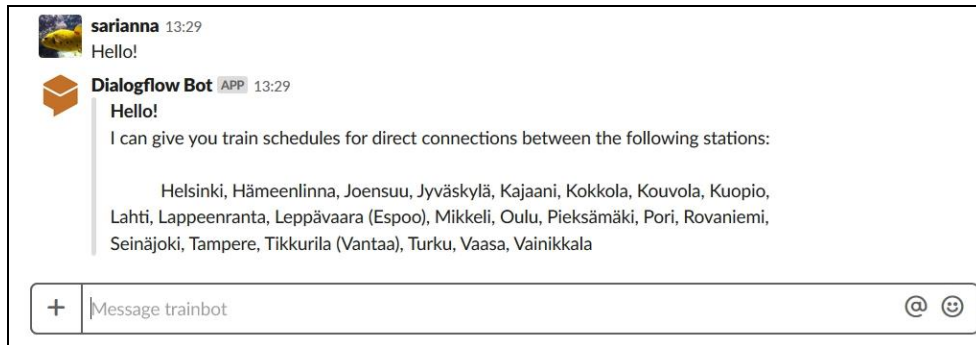 sarianna 13:29
Hello!
Dialogflow Bot APP 13:29
Hello!
I can give you train schedules for direct connections between the following stations:
Helsinki, Hämeenlinna, Joensuu, Jyväskylä, Kajaani, Kokkola, Kouvola, Kuopio,
Lahti, Lappeenranta, Leppävaara (Espoo), Mikkeli, Oulu, Pieksämäki, Pori, Rovaniemi,
Seinäjoki, Tampere, Tikkurila (Vantaa), Turku, Vaasa, Vainikkala
Message trainbot